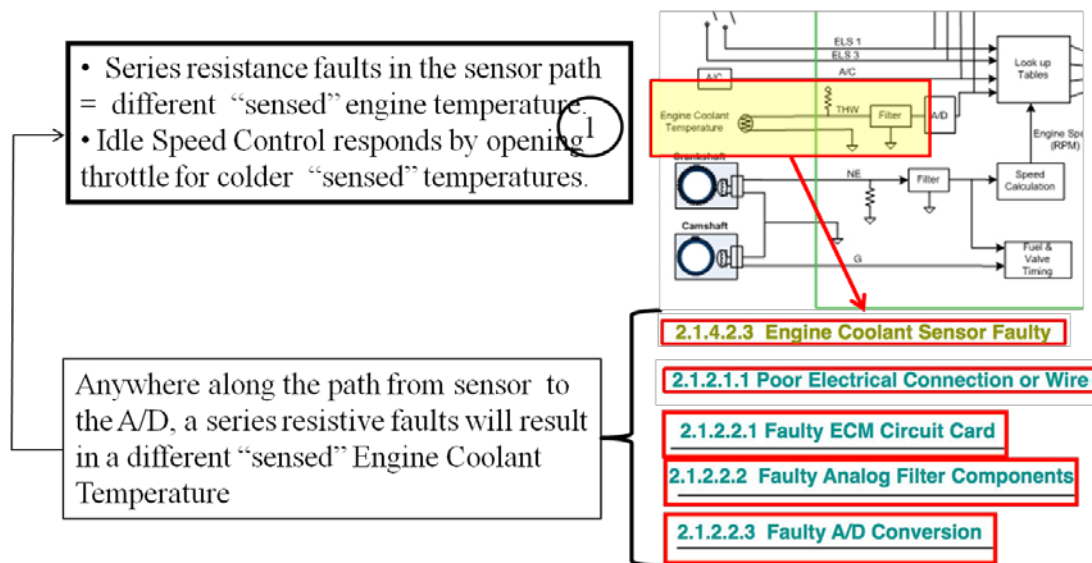 • Series resistance faults in the sensor path
= different “sensed” engine temperature.
• Idle Speed Control responds by opening
throttle for colder “sensed” temperatures.
1
Anywhere along the path from sensor to
the A/D, a series resistive faults will result
in a different “sensed” Engine Coolant
Temperature
ELS 1
ELS 3
A/C
A/C
Look up
Tables
Engine Coolant
Temperature
THW
Filter
A/D
Engine Spe
(RPM)
Crankshaft
NE
Filter
Speed
Calculation
Camshaft
G
Fuel &
Valve
Timing
2.1.4.2.3 Engine Coolant Sensor Faulty
2.1.2.1.1 Poor Electrical Connection or Wire
2.1.2.2.1 Faulty ECM Circuit Card
2.1.2.2.2 Faulty Analog Filter Components
2.1.2.2.3 Faulty A/D Conversion